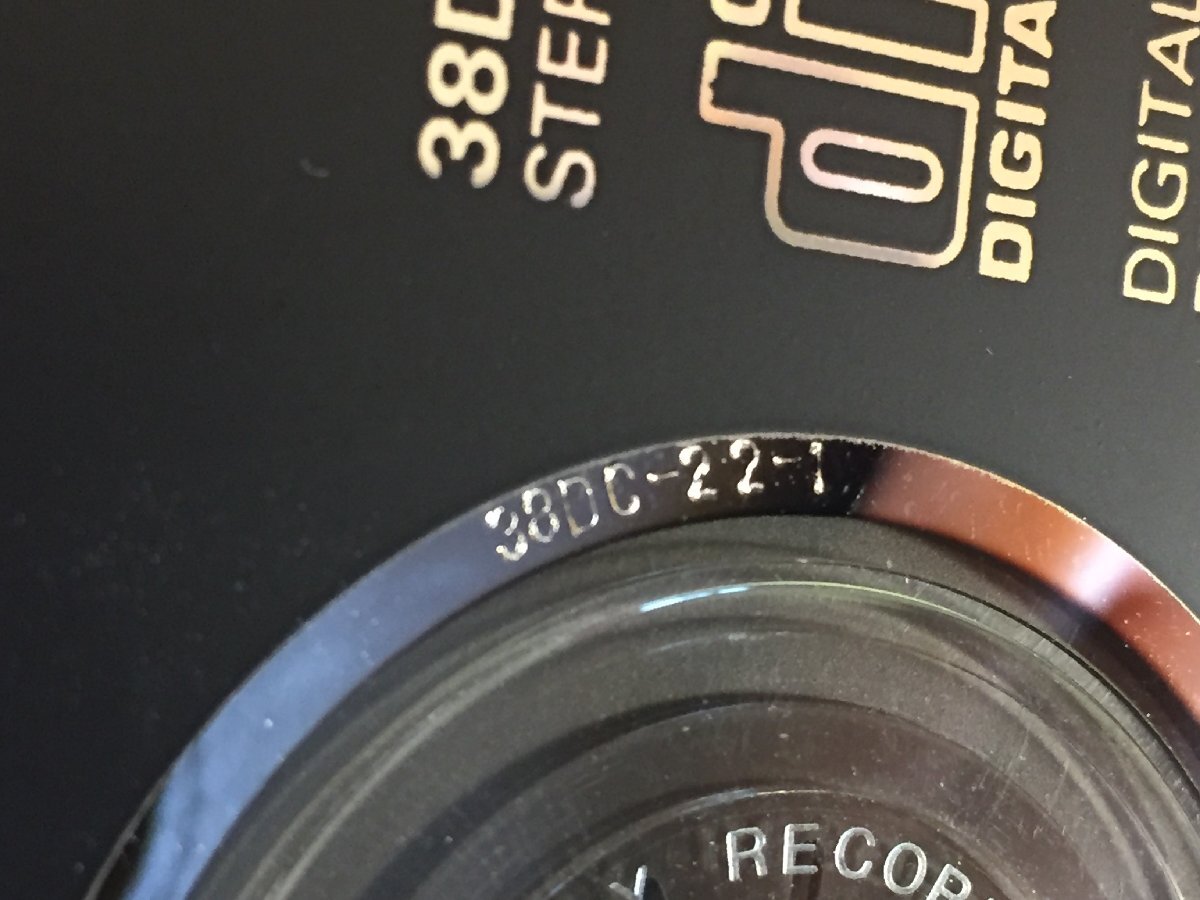 38D
STER
DIGITA
DIGITAL
38DC-22-1
Y RECOR